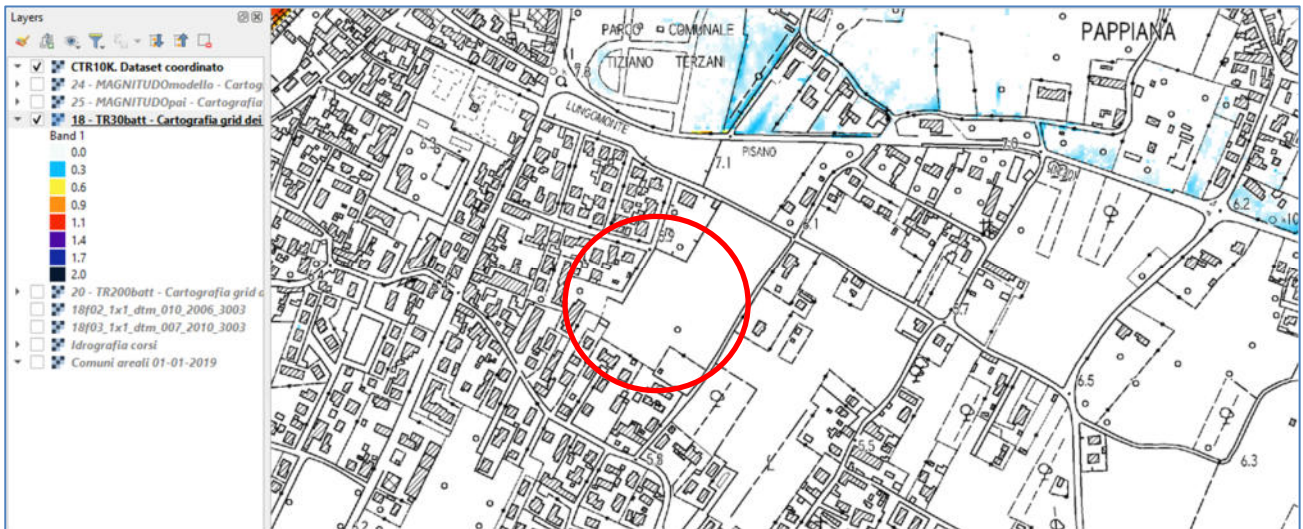 Layers
CTR10K. Dataset coordinato
24 - MAGNITUDOmodello - Cartog
25 - MAGNITUDOpai - Cartografia
18 - TR30batt - Cartografia grid dei
Band 1
0.0
0.3
0.6
0.9
1.1
1.4
1.7
2.0
20 - TR200batt - Cartografia grid d
18f02_1x1_dtm_010_2006_3003
18f03_1x1_dtm_007_2010_3003
Idrografia corsi
Comuni areali 01-01-2019
PARCO COMUNALE
TIZIANO TERZANI
PAPPIANA
LUNGOMONTE
PISANO
7.1
7.0
6.2
6.5
5.5
5.8
6.3